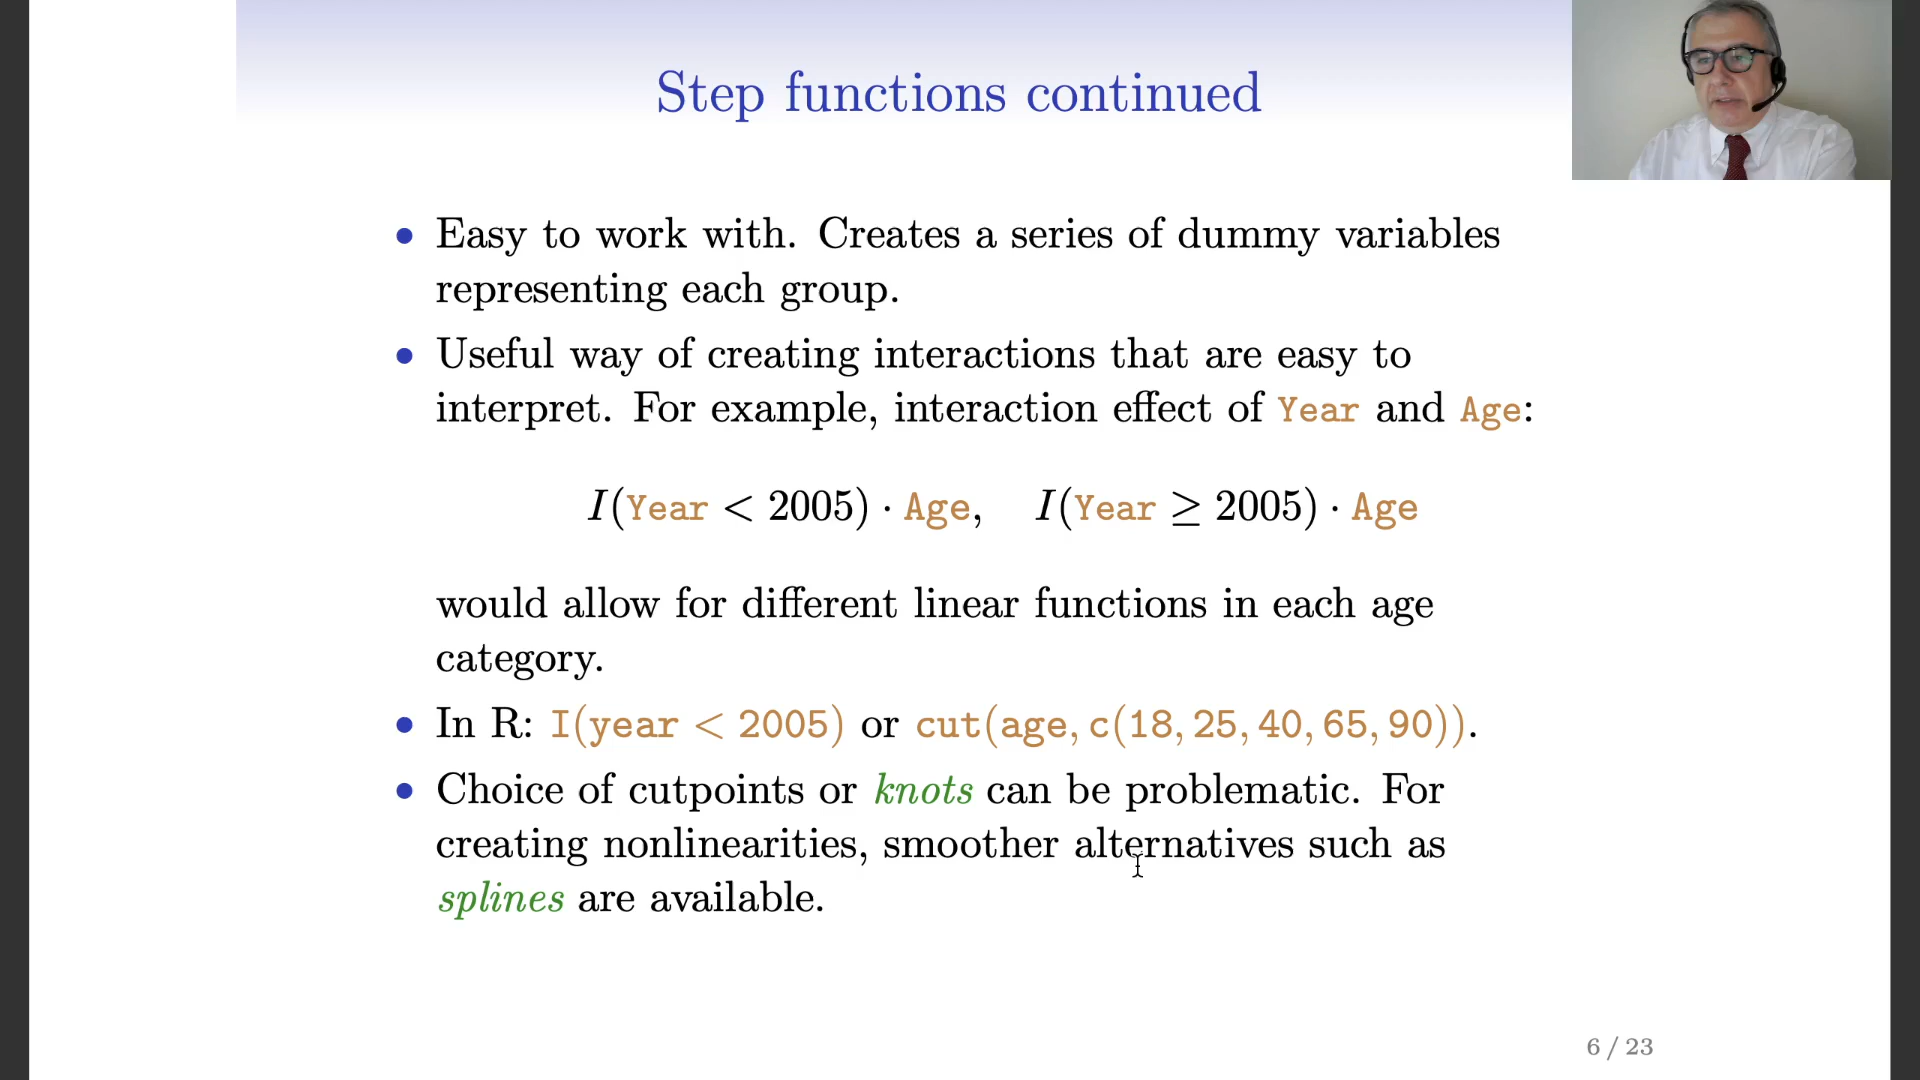 Step functions continued
• Easy to work with. Creates a series of dummy variables
representing each group.
• Useful way of creating interactions that are easy to
interpret. For example, interaction effect of Year and Age:
I(Year < 2005) · Age, I(Year ≥ 2005) · Age
would allow for different linear functions in each age
category.
• In R: I(year < 2005) or cut(age, c(18, 25, 40, 65, 90)).
• Choice of cutpoints or knots can be problematic. For
creating nonlinearities, smoother alternatives such as
splines are available.
6 / 23